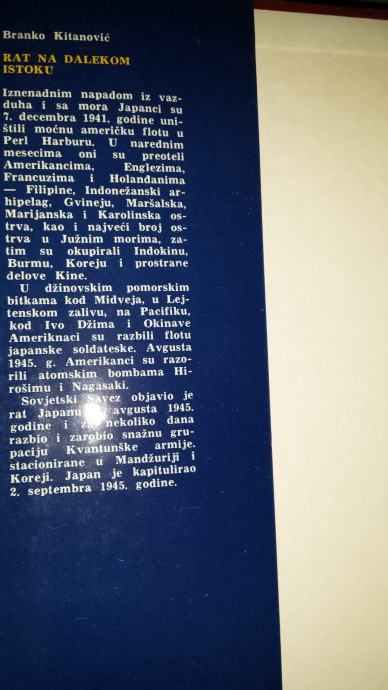 Branko Kitanović
RAT NA DALEKOM
ISTOKU
Iznenadnim napadom iz vaz-
duha i sa mora Japanci su
7. decembra 1941. godine uni-
štili moćnu američku flotu u
Perl Harburu. U narednim
mesecima oni su preoteli
Amerikancima, Englezima,
Francuzima i Holanđanima
— Filipine, Indonežanski ar-
hipelag, Gvineju, Maršalska,
Marijanska i Karolinska os-
trva, kao i najveći broj os-
trva u Južnim morima, za-
tim su okupirali Indokinu,
Burmu, Koreju i prostrane
delove Kine.
U džinovskim pomorskim
bitkama kod Midveja, u Lej-
tenskom zalivu, na Pacifiku,
kod Ivo Džima i Okinave
Ameriknaci su razbili flotu
japanske soldateske. Avgusta
1945. g. Amerikanci su razo-
rili atomskim bombama Hi-
rošimu i Nagasaki.
Sovjetski Savez objavio je
rat Japanu avgusta 1945.
godine i za nekoliko dana
razbio i zarobio snažnu gru-
paciju Kvantunške armije.
stacionirane u Mandžuriji i
Koreji. Japan je kapitulirao
2. septembra 1945. godine.